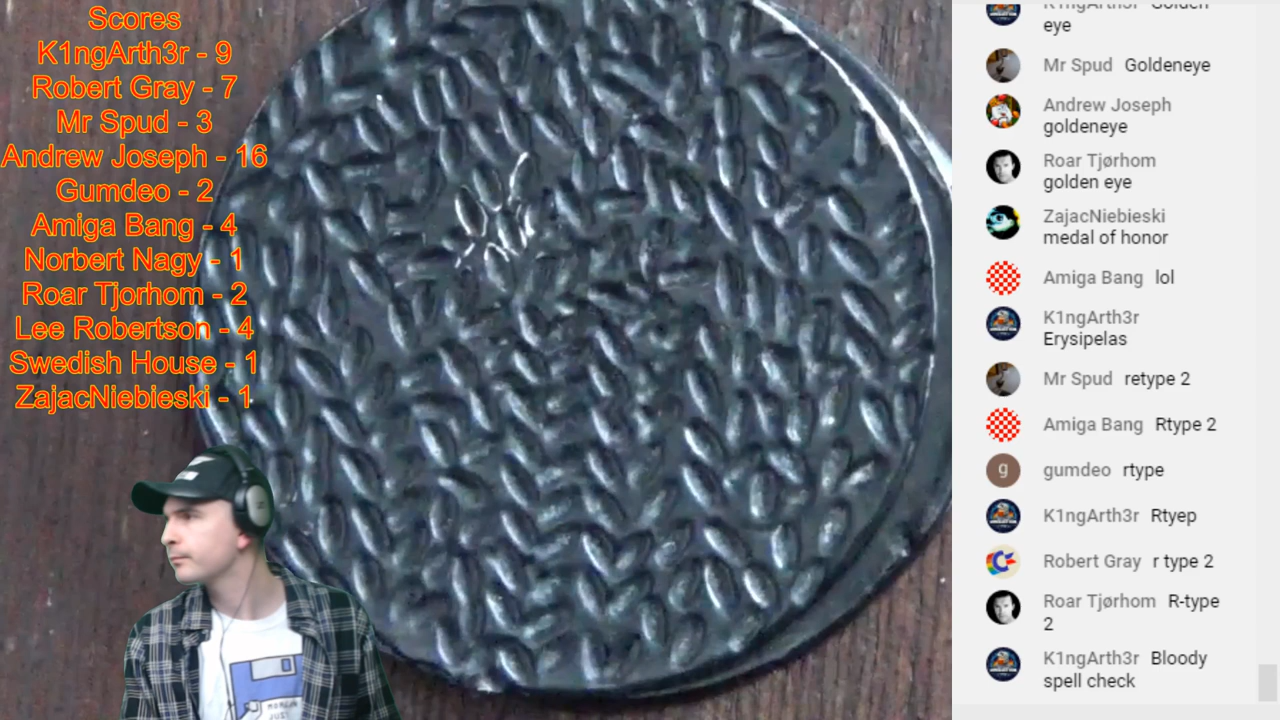 Scores
K1ngArth3r - 9
Robert Gray - 7
Mr Spud - 3
Andrew Joseph - 16
Gumdeo - 2
Amiga Bang - 4
Norbert Nagy - 1
Roar Tjorhom - 2
Lee Robertson - 4
Swedish House - 1
ZajacNiebieski - 1
K1ngArth3r Golden
eye
Mr Spud Goldeneye
Andrew Joseph
goldeneye
Roar Tjørhom
golden eye
ZajacNiebieski
medal of honor
Amiga Bang lol
K1ngArth3r
Erysipelas
Mr Spud retype 2
Amiga Bang Rtype 2
g gumdeo rtype
K1ngArth3r Rtyep
Robert Gray r type 2
Roar Tjørhom R-type
2
K1ngArth3r Bloody
spell check